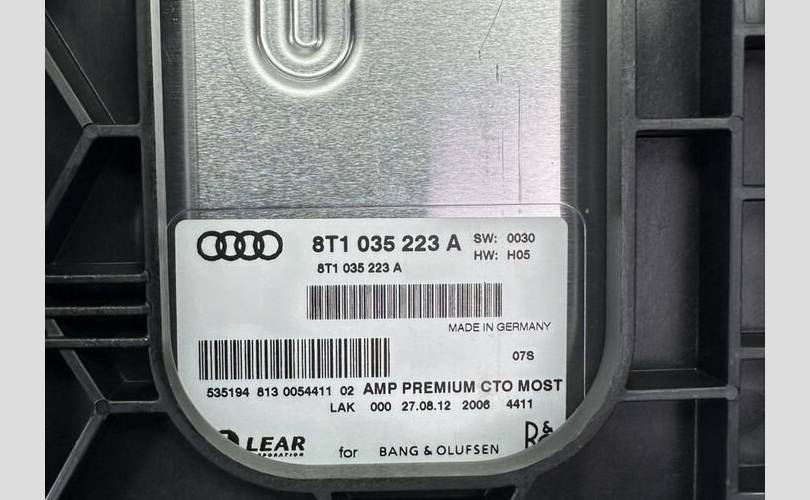 8T1 035 223 A
SW: 0030
HW: H05
8T1 035 223 A
MADE IN GERMANY
07S
535194 813 0054411 02 AMP PREMIUM CTO MOST
LAK 000 27.08.12 2006 4411
LEAR
for BANG & OLUFSEN